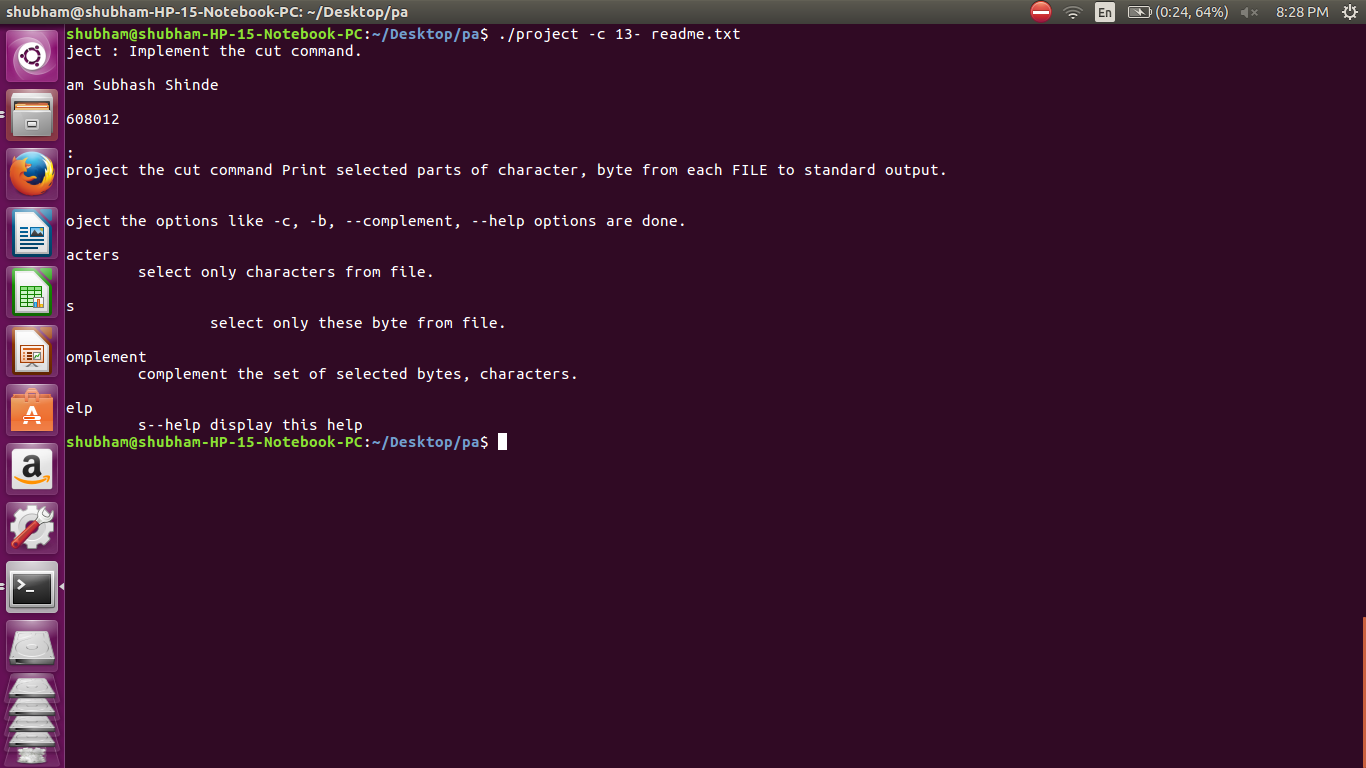 shubham@shubham-HP-15-Notebook-PC: ~/Desktop/pa
En
(0:24, 64%)
8:28 PM
shubham@shubham-HP-15-Notebook-PC:~/Desktop/pa$ ./project -c 13- readme.txt
ject : Implement the cut command.
am Subhash Shinde
608012
:
project the cut command Print selected parts of character, byte from each FILE to standard output.
oject the options like -c, -b, --complement, --help options are done.
acters
select only characters from file.
s
select only these byte from file.
omplement
complement the set of selected bytes, characters.
elp
s--help display this help
shubham@shubham-HP-15-Notebook-PC:~/Desktop/pa$